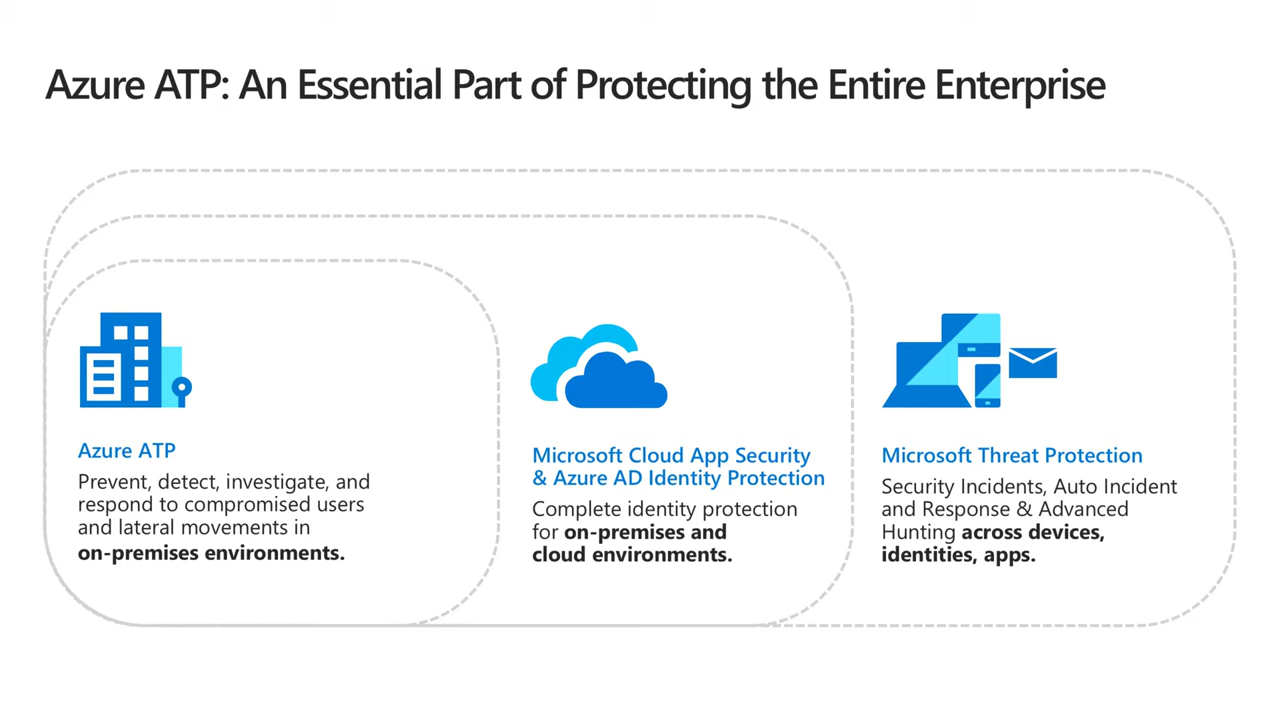 Azure ATP: An Essential Part of Protecting the Entire Enterprise
Azure ATP
Prevent, detect, investigate, and
respond to compromised users
and lateral movements in
on-premises environments.
Microsoft Cloud App Security
& Azure AD Identity Protection
Complete identity protection
for on-premises and
cloud environments.
Microsoft Threat Protection
Security Incidents, Auto Incident
and Response & Advanced
Hunting across devices,
identities, apps.